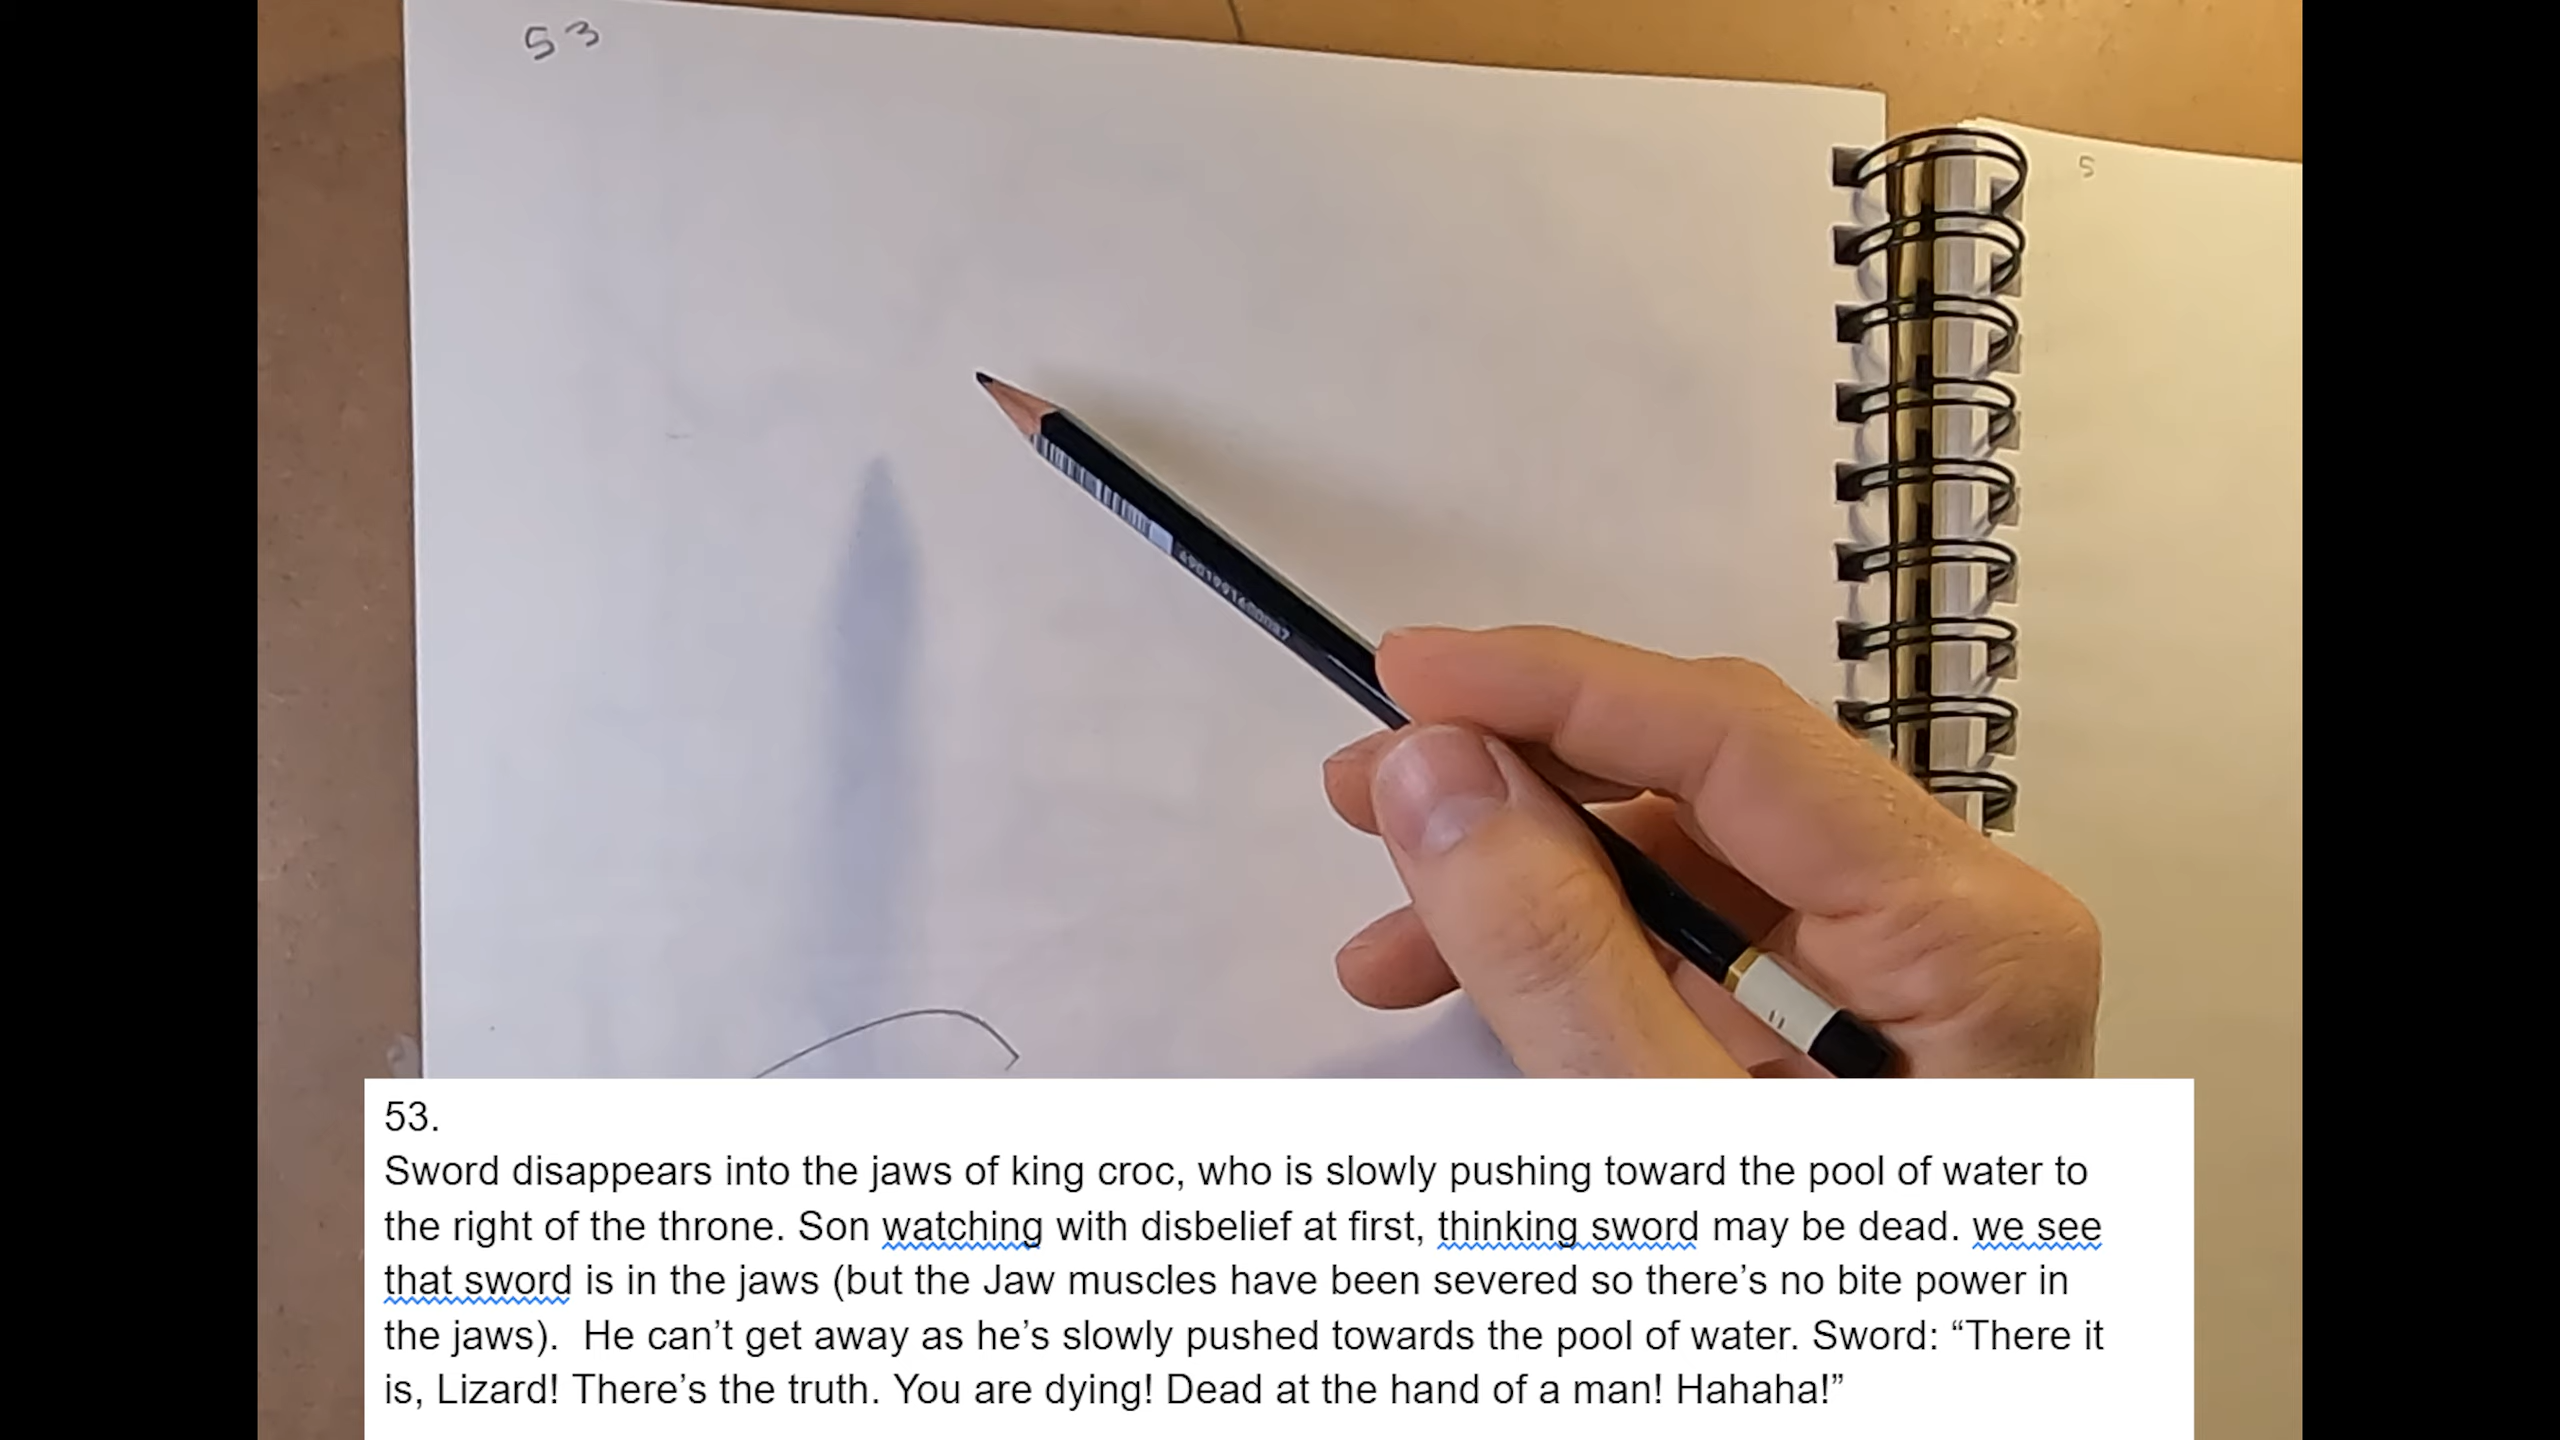 53
5
53.
Sword disappears into the jaws of king croc, who is slowly pushing toward the pool of water to
the right of the throne. Son watching with disbelief at first, thinking sword may be dead. we see
that sword is in the jaws (but the Jaw muscles have been severed so there’s no bite power in
the jaws).  He can’t get away as he’s slowly pushed towards the pool of water. Sword: “There it
is, Lizard! There’s the truth. You are dying! Dead at the hand of a man! Hahaha!”